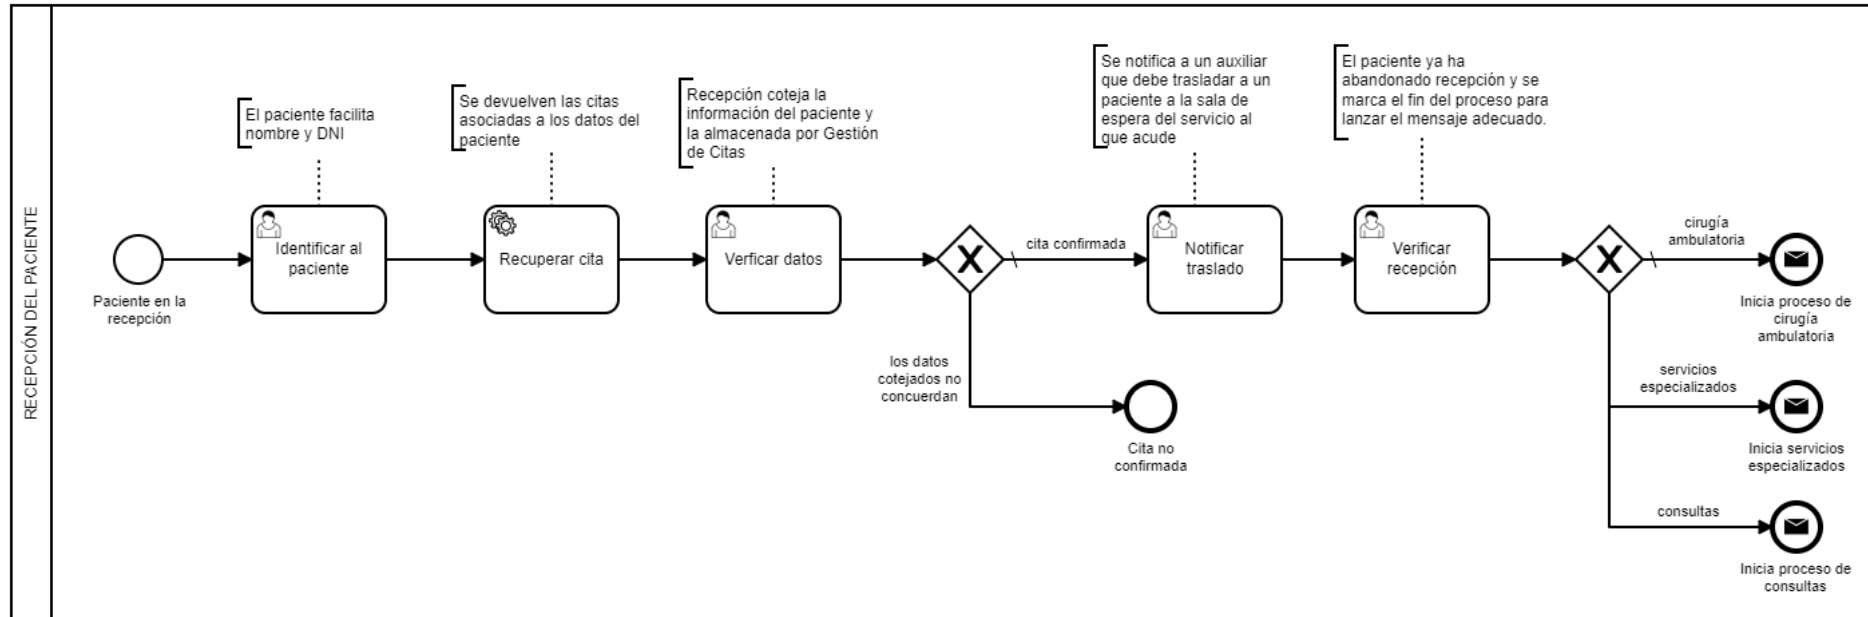 RECEPCIÓN DEL PACIENTE
Paciente en la
recepción
El paciente facilita
nombre y DNI
Identificar al
paciente
Se devuelven las citas
asociadas a los datos del
paciente
Recuperar cita
Recepción coteja la
información del paciente y
la almacenada por Gestión
de Citas
Verficar datos
cita confirmada
los datos
cotejados no
concuerdan
Cita no
confirmada
Se notifica a un auxiliar
que debe trasladar a un
paciente a la sala de
espera del servicio al
que acude
Notificar
traslado
El paciente ya ha
abandonado recepción y se
marca el fin del proceso para
lanzar el mensaje adecuado.
Verificar
recepción
cirugía
ambulatoria
Inicia proceso de
cirugía
ambulatoria
servicios
especializados
Inicia servicios
especializados
consultas
Inicia proceso de
consultas